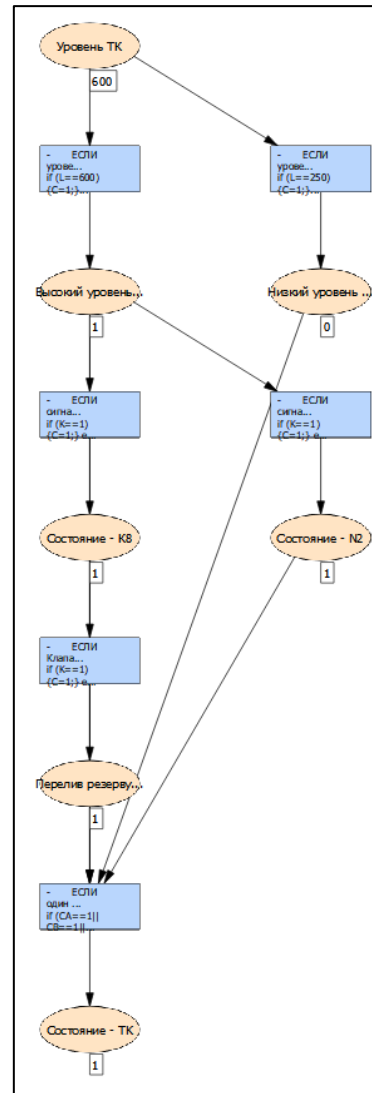 Уровень ТК
600
- ЕСЛИ
урове...
if (L==600)
{C=1;}...
- ЕСЛИ
урове...
if (L==250)
{C=1;}...
Высокий уровень...
1
Низкий уровень ...
0
- ЕСЛИ
сигна...
if (K==1)
{C=1;} e...
- ЕСЛИ
сигна...
if (K==1)
{C=1;} e...
Состояние - К8
1
Состояние - N2
1
- ЕСЛИ
Клапа...
if (K==1)
{C=1;} e...
Перелив резерву...
1
- ЕСЛИ
один ...
if (CA==1||
CB==1||...
Состояние - ТК
1